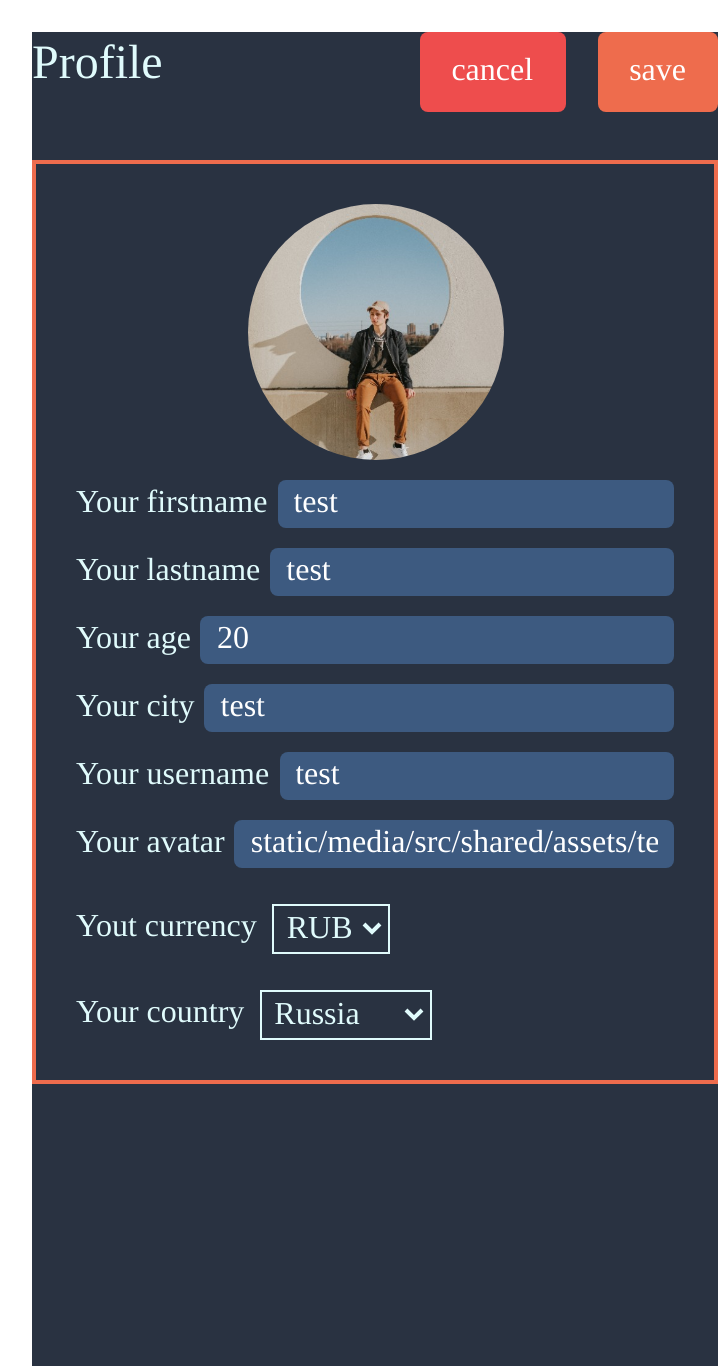 Profile cancel save
Your firstname test
Your lastname test
Your age 20
Your city test
Your username test
Your avatar static/media/src/shared/assets/te
Yout currency RUB
Your country Russia